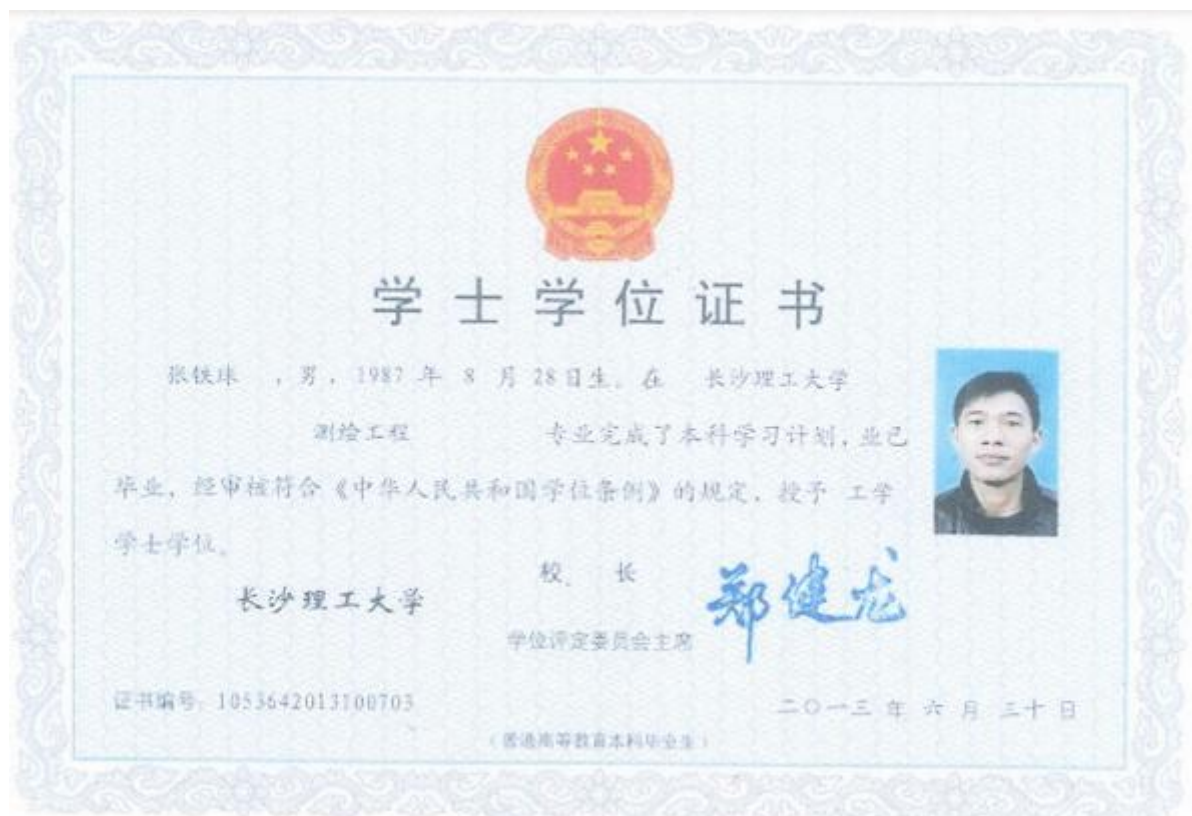 学士学位证书
张铁球 ,男,1987 年 8 月 28日生。在 长沙理工大学
测绘工程 专业完成了本科学习计划,业已
毕业,经审核符合《中华人民共和国学位条例》的规定,授予 工学
学士学位。
校 长 郑健龙
长沙理工大学
学位评定委员会主席
证书编号: 1053642013100703
二〇一三 年 六 月 三十 日
(普通高等教育本科毕业生)